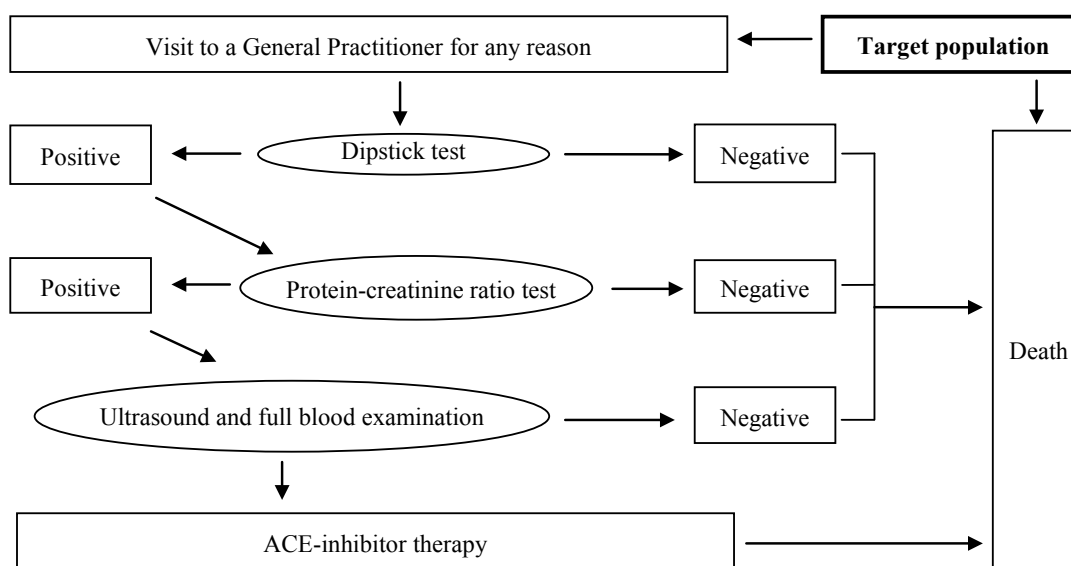 Visit to a General Practitioner for any reason
Target population
Positive
Dipstick test
Negative
Positive
Protein-creatinine ratio test
Negative
Death
Ultrasound and full blood examination
Negative
ACE-inhibitor therapy